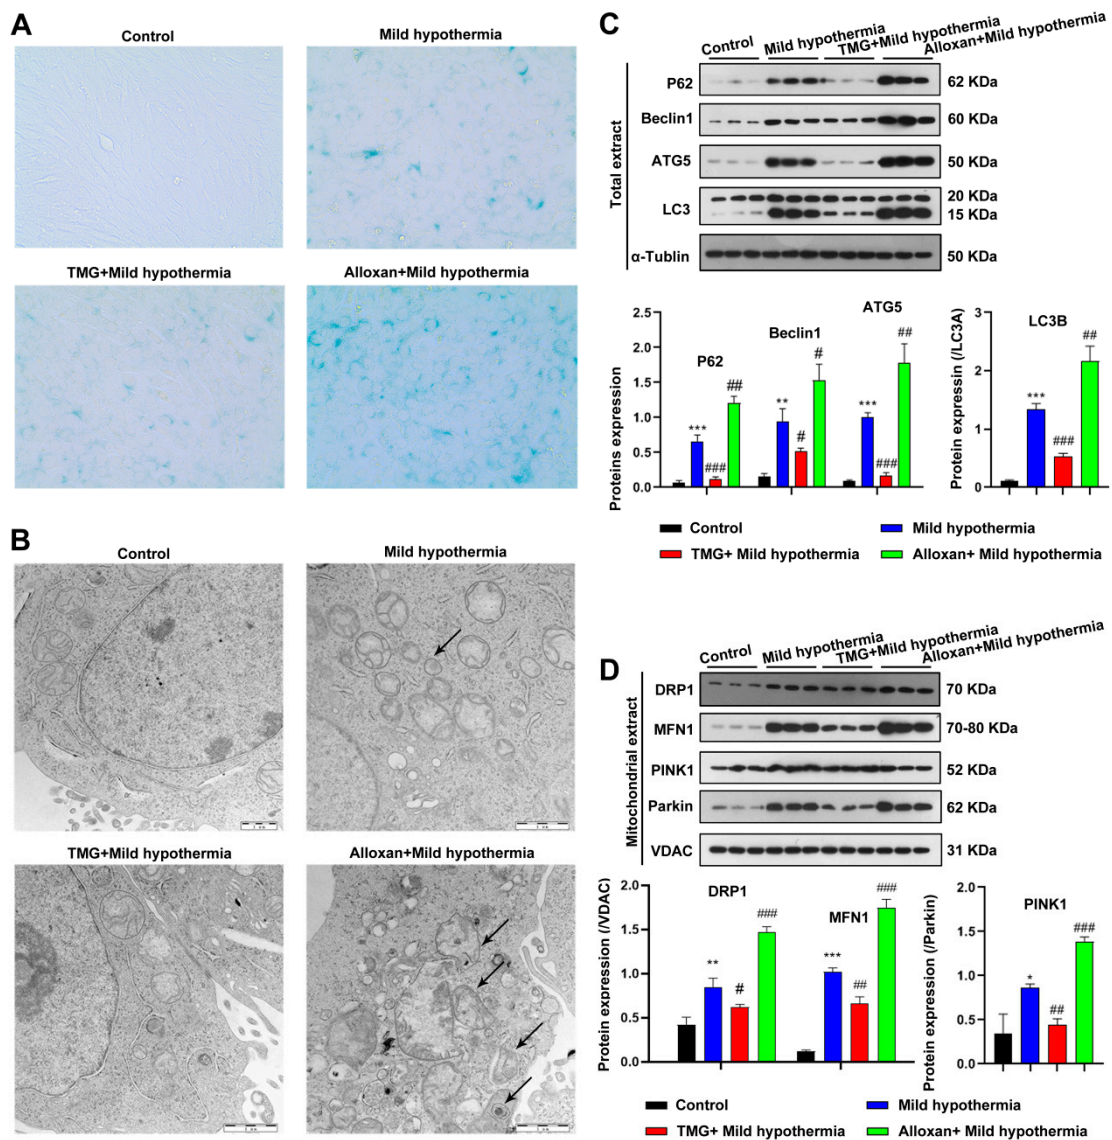 A
Control
Mild hypothermia
TMG+Mild hypothermia
Alloxan+Mild hypothermia
B
Control
Mild hypothermia
TMG+Mild hypothermia
Alloxan+Mild hypothermia
C
Control
Mild hypothermia
TMG+Mild hypothermia
Alloxan+Mild hypothermia
Total extract
P62
62 KDa
Beclin1
60 KDa
ATG5
50 KDa
LC3
20 KDa
15 KDa
α-Tublin
50 KDa
Proteins expression
2.5
2.0
1.5
1.0
0.5
0.0
P62
***
###
##
Beclin1
**
#
#
ATG5
***
###
##
Protein expressin (/LC3A)
3
2
1
0
LC3B
***
###
##
Control
Mild hypothermia
TMG+ Mild hypothermia
Alloxan+ Mild hypothermia
D
Control
Mild hypothermia
TMG+Mild hypothermia
Alloxan+Mild hypothermia
Mitochondrial extract
DRP1
70 KDa
MFN1
70-80 KDa
PINK1
52 KDa
Parkin
62 KDa
VDAC
31 KDa
Protein expression (/VDAC)
2.0
1.5
1.0
0.5
0.0
DRP1
**
#
###
MFN1
***
##
###
Protein expression (/Parkin)
2.0
1.5
1.0
0.5
0.0
PINK1
*
##
###
Control
Mild hypothermia
TMG+ Mild hypothermia
Alloxan+ Mild hypothermia